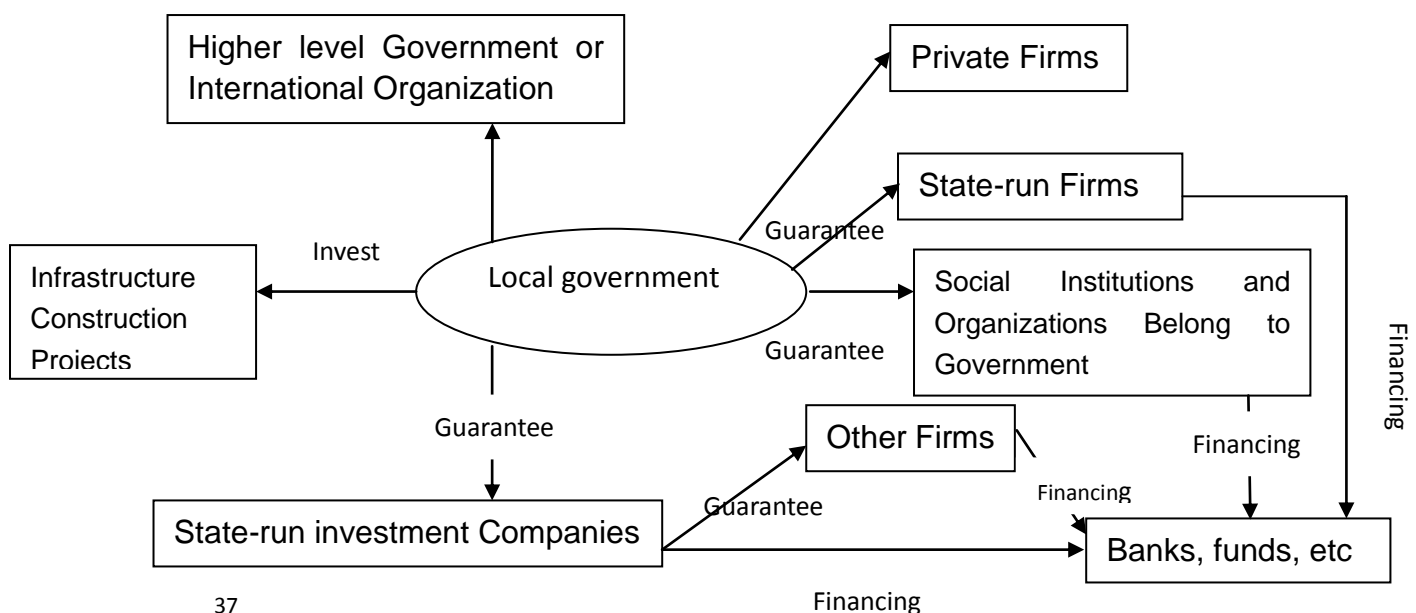 Higher level Government or
International Organization
Private Firms
State-run Firms
Guarantee
Invest
Local government
Infrastructure
Construction
Projects
Social Institutions and
Organizations Belong to
Government
Guarantee
Financing
Guarantee
Other Firms
Financing
Guarantee
Financing
State-run investment Companies
Banks, funds, etc
Financing
37